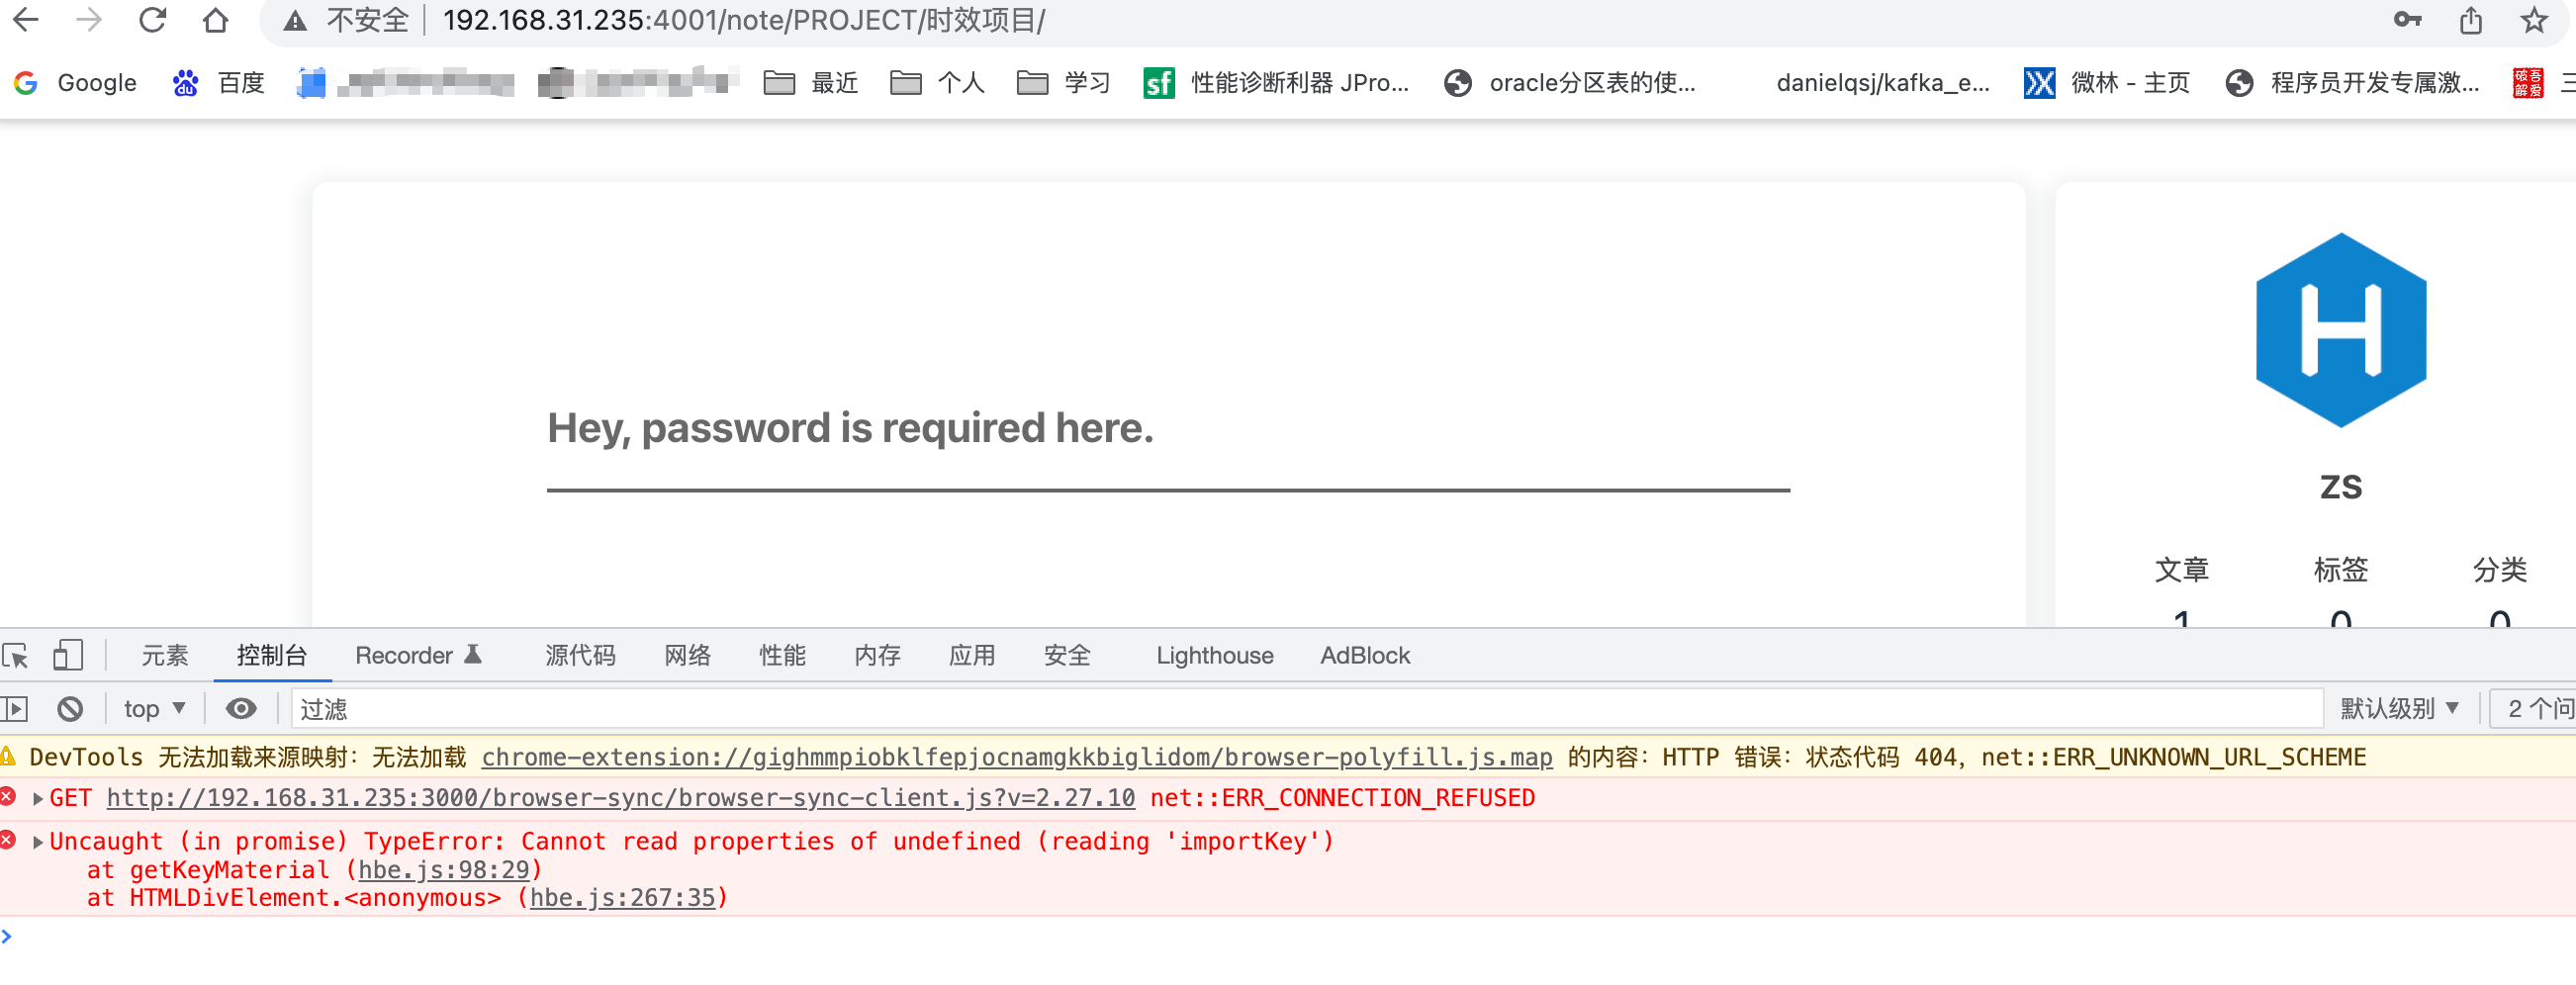 不安全 192.168.31.235:4001/note/PROJECT/时效项目/
Google 百度 最近 个人 学习 sf 性能诊断利器 JPro... oracle分区表的使... danielqsj/kafka_e... 微林 - 主页 程序员开发专属激... 吾爱破解 三
Hey, password is required here.
H
ZS
文章 标签 分类
1 0 0
元素 控制台 Recorder 源代码 网络 性能 内存 应用 安全 Lighthouse AdBlock
top 过滤 默认级别 2 个问
DevTools 无法加载来源映射：无法加载 chrome-extension://gighmmpiobklfepjocnamgkkbiglidom/browser-polyfill.js.map 的内容：HTTP 错误：状态代码 404，net::ERR_UNKNOWN_URL_SCHEME
GET http://192.168.31.235:3000/browser-sync/browser-sync-client.js?v=2.27.10 net::ERR_CONNECTION_REFUSED
Uncaught (in promise) TypeError: Cannot read properties of undefined (reading 'importKey')
at getKeyMaterial (hbe.js:98:29)
at HTMLDivElement.<anonymous> (hbe.js:267:35)